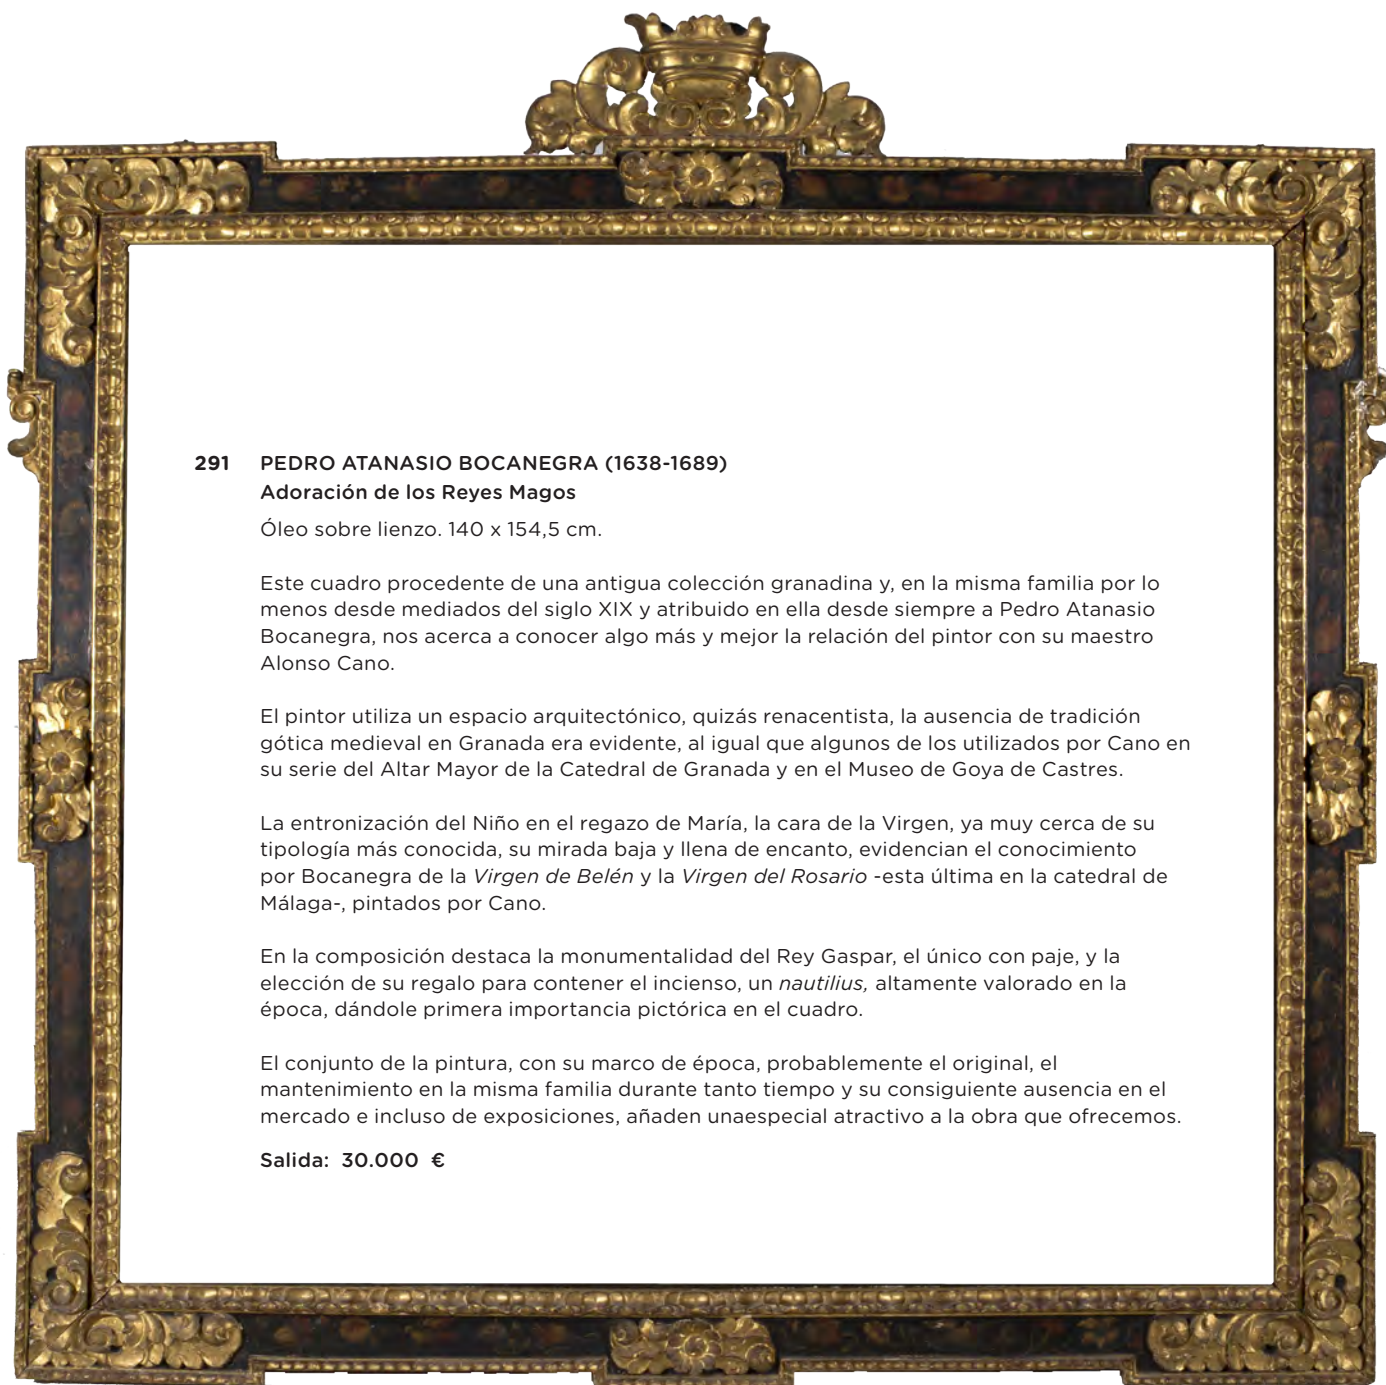 291 PEDRO ATANASIO BOCANEGRA (1638-1689)
Adoración de los Reyes Magos
Óleo sobre lienzo. 140 x 154,5 cm.
Este cuadro procedente de una antigua colección granadina y, en la misma familia por lo
menos desde mediados del siglo XIX y atribuido en ella desde siempre a Pedro Atanasio
Bocanegra, nos acerca a conocer algo más y mejor la relación del pintor con su maestro
Alonso Cano.
El pintor utiliza un espacio arquitectónico, quizás renacentista, la ausencia de tradición
gótica medieval en Granada era evidente, al igual que algunos de los utilizados por Cano en
su serie del Altar Mayor de la Catedral de Granada y en el Museo de Goya de Castres.
La entronización del Niño en el regazo de María, la cara de la Virgen, ya muy cerca de su
tipología más conocida, su mirada baja y llena de encanto, evidencian el conocimiento
por Bocanegra de la Virgen de Belén y la Virgen del Rosario -esta última en la catedral de
Málaga-, pintados por Cano.
En la composición destaca la monumentalidad del Rey Gaspar, el único con paje, y la
elección de su regalo para contener el incienso, un nautilius, altamente valorado en la
época, dándole primera importancia pictórica en el cuadro.
El conjunto de la pintura, con su marco de época, probablemente el original, el
mantenimiento en la misma familia durante tanto tiempo y su consiguiente ausencia en el
mercado e incluso de exposiciones, añaden unaespecial atractivo a la obra que ofrecemos.
Salida: 30.000 €